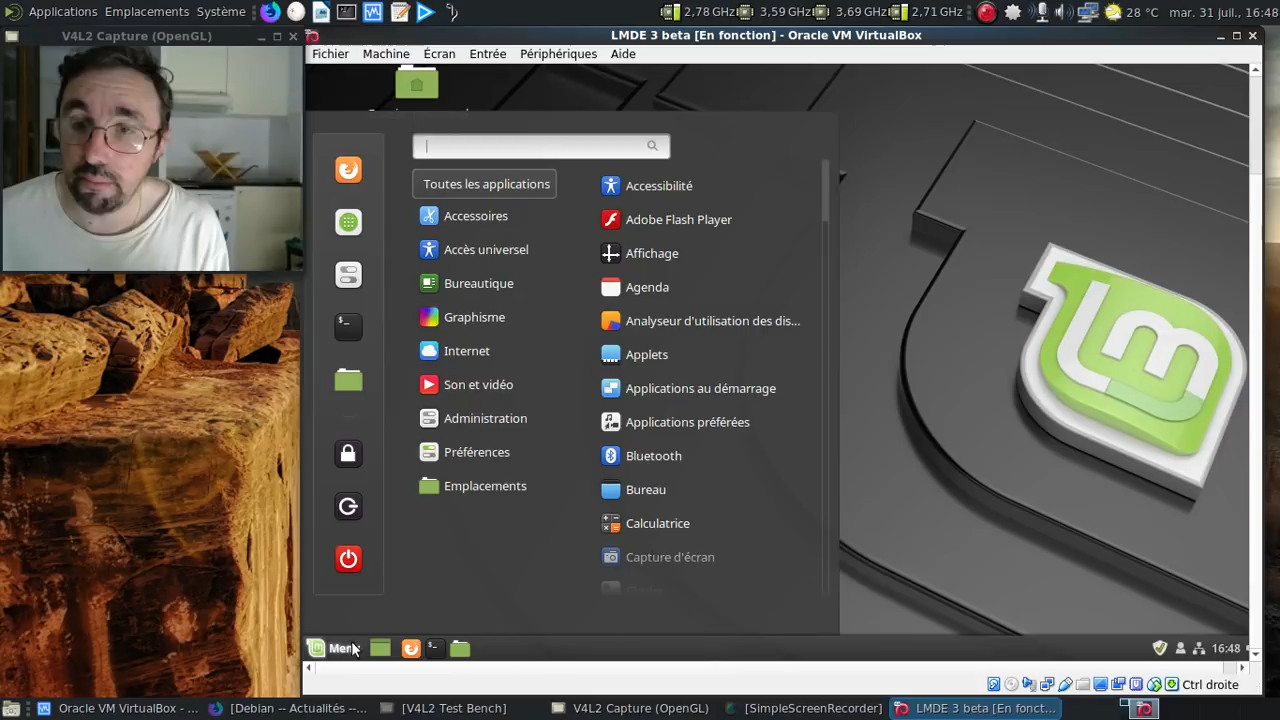 Applications Emplacements Système
2,78 GHz 3,59 GHz 3,69 GHz 2,71 GHz 28 °C mar. 31 juil., 16:48
V4L2 Capture (OpenGL)
LMDE 3 beta [En fonction] - Oracle VM VirtualBox
Fichier Machine Écran Entrée Périphériques Aide
Toutes les applications
Accessoires
Accès universel
Bureautique
Graphisme
Internet
Son et vidéo
Administration
Préférences
Emplacements
Accessibilité
Adobe Flash Player
Affichage
Agenda
Analyseur d'utilisation des dis...
Applets
Applications au démarrage
Applications préférées
Bluetooth
Bureau
Calculatrice
Capture d'écran
Menu
16:48
Ctrl droite
Oracle VM VirtualBox - ...
[Debian -- Actualités --...
[V4L2 Test Bench]
V4L2 Capture (OpenGL)
[SimpleScreenRecorder]
LMDE 3 beta [En fonct...